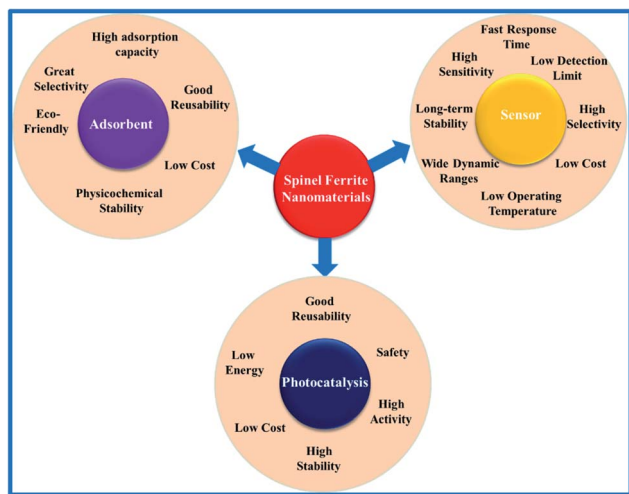 High adsorption
capacity
Great
Selectivity
Good
Reusability
Eco-
Friendly
Adsorbent
Low Cost
Physicochemical
Stability
Fast Response
Time
High
Sensitivity
Low Detection
Limit
Long-term
Stability
Sensor
High
Selectivity
Wide Dynamic
Ranges
Low Cost
Low Operating
Temperature
Spinel Ferrite
Nanomaterials
Good
Reusability
Low
Energy
Safety
Photocatalysis
High
Activity
Low Cost
High
Stability